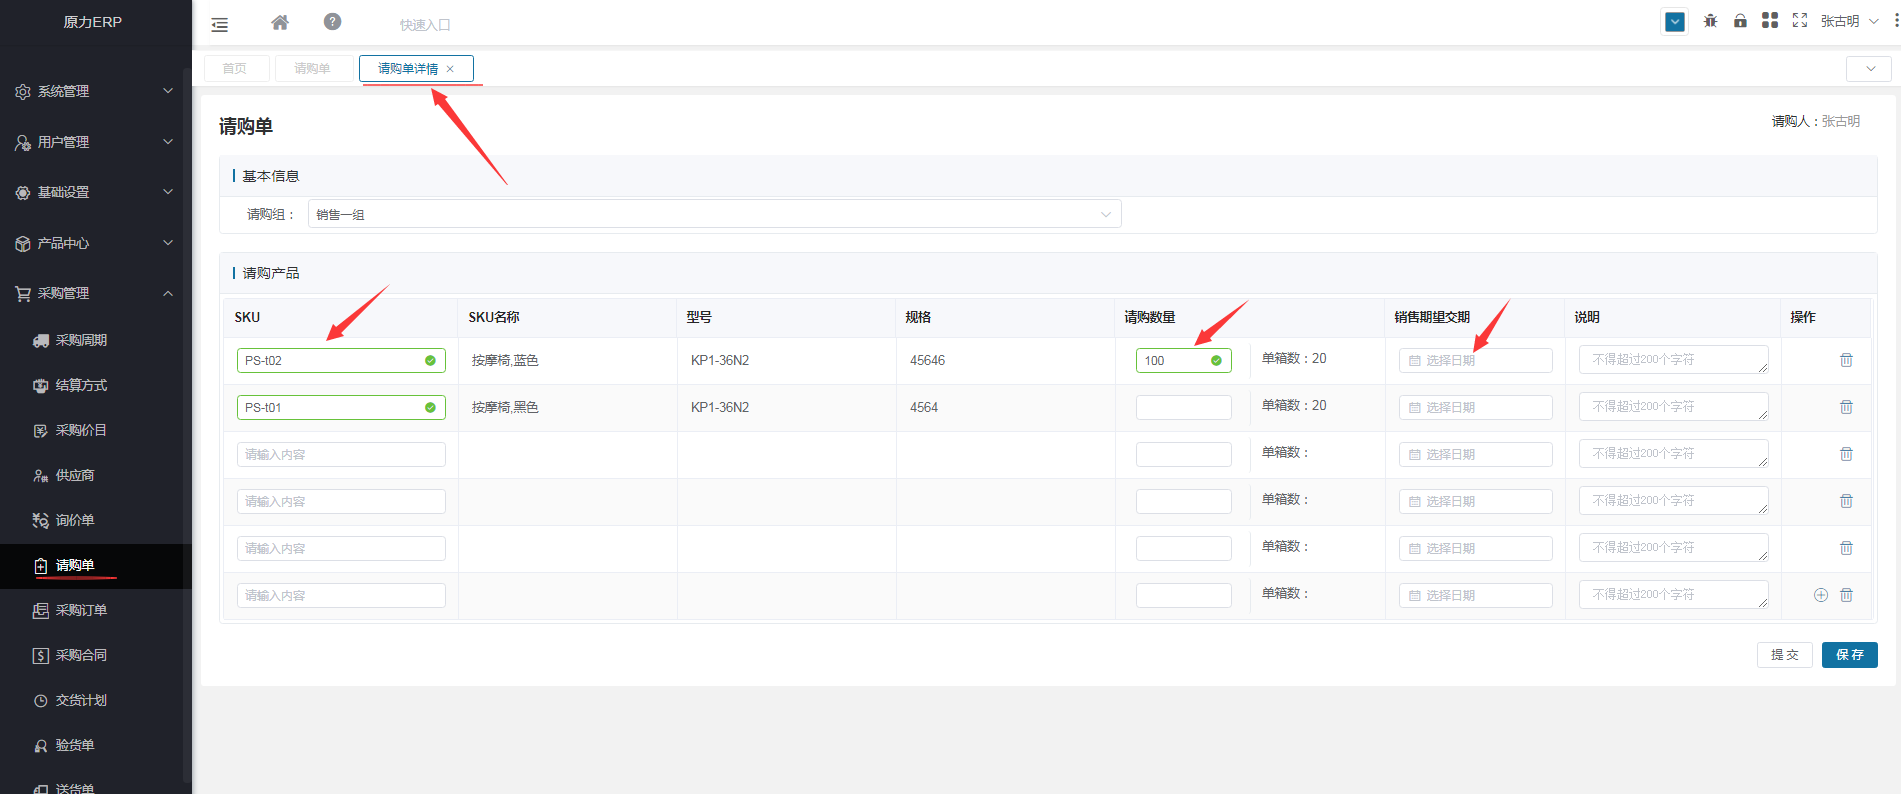 原力ERP
快速入口
张古明
首页
请购单
请购单详情
系统管理
用户管理
基础设置
产品中心
采购管理
采购周期
结算方式
采购价目
供应商
询价单
请购单
采购订单
采购合同
交货计划
验货单
送货单
请购单
请购人：张古明
基本信息
请购组：
销售一组
请购产品
SKU SKU名称 型号 规格 请购数量 销售期望交期 说明 操作
PS-t02 按摩椅,蓝色 KP1-36N2 45646 100 单箱数：20 选择日期 不得超过200个字符
PS-t01 按摩椅,黑色 KP1-36N2 4564 单箱数：20 选择日期 不得超过200个字符
请输入内容 单箱数： 选择日期 不得超过200个字符
请输入内容 单箱数： 选择日期 不得超过200个字符
请输入内容 单箱数： 选择日期 不得超过200个字符
请输入内容 单箱数： 选择日期 不得超过200个字符
提交 保存